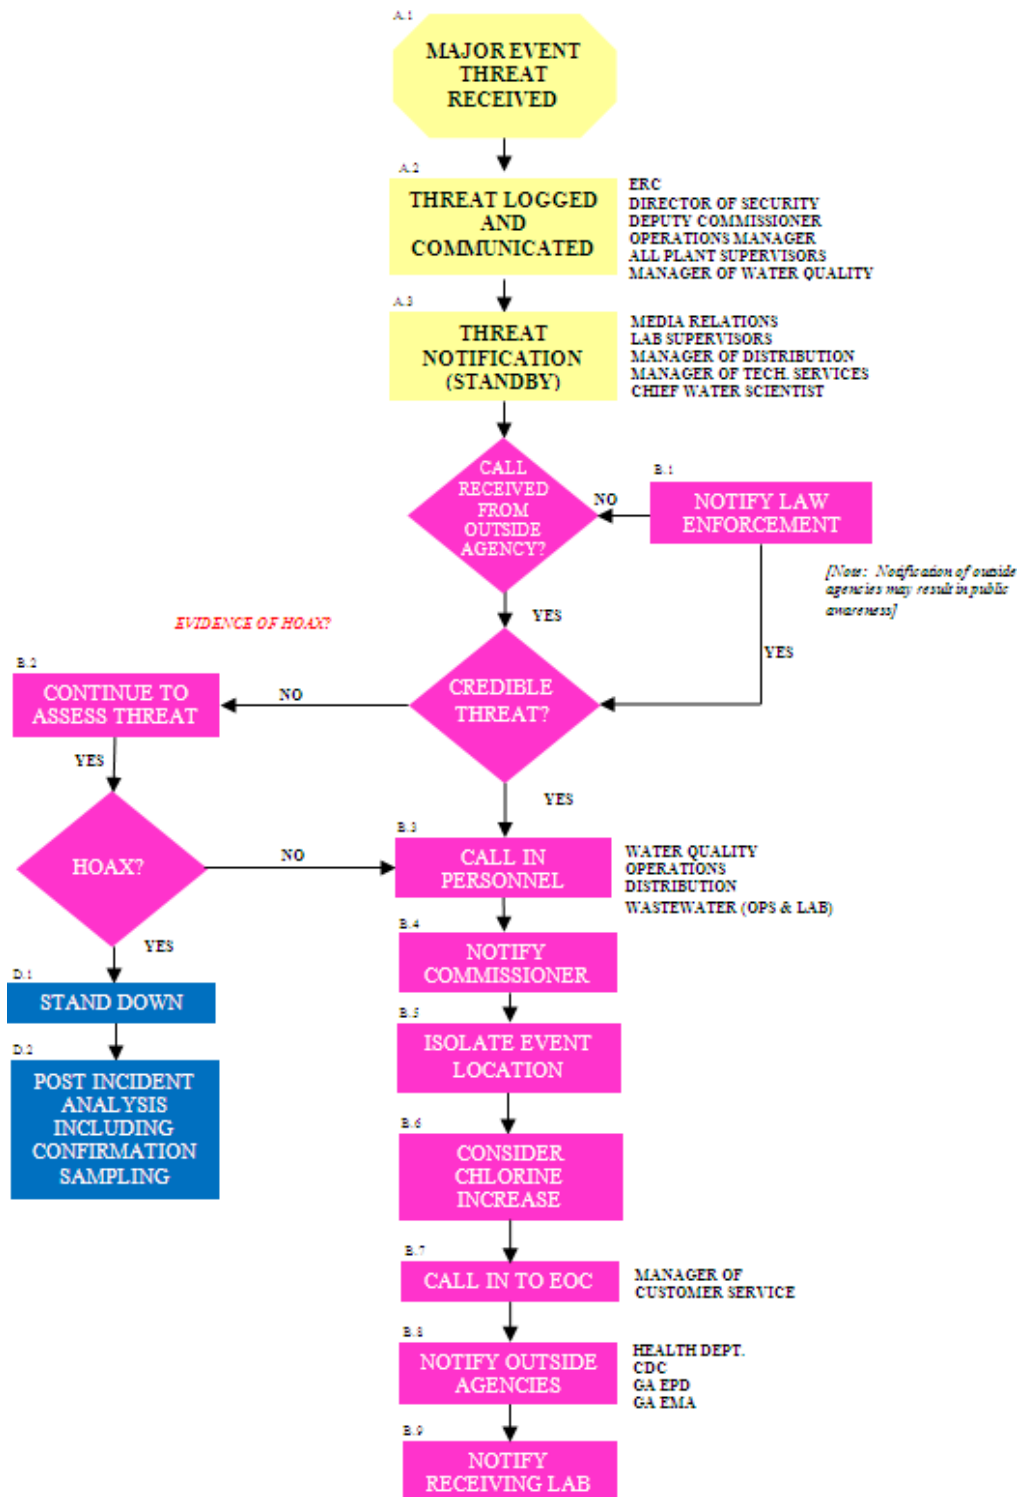 A.1
MAJOR EVENT
THREAT
RECEIVED
A.2
THREAT LOGGED
AND
COMMUNICATED
ERC
DIRECTOR OF SECURITY
DEPUTY COMMISSIONER
OPERATIONS MANAGER
ALL PLANT SUPERVISORS
MANAGER OF WATER QUALITY
A.3
THREAT
NOTIFICATION
(STANDBY)
MEDIA RELATIONS
LAB SUPERVISORS
MANAGER OF DISTRIBUTION
MANAGER OF TECH. SERVICES
CHIEF WATER SCIENTIST
CALL
RECEIVED
FROM
OUTSIDE
AGENCY?
NO
B.1
NOTIFY LAW
ENFORCEMENT
[Note: Notification of outside
agencies may result in public
awareness]
YES
YES
EVIDENCE OF HOAX?
B.2
CONTINUE TO
ASSESS THREAT
NO
CREDIBLE
THREAT?
YES
YES
HOAX?
NO
B.3
CALL IN
PERSONNEL
WATER QUALITY
OPERATIONS
DISTRIBUTION
WASTEWATER (OPS & LAB)
YES
B.4
NOTIFY
COMMISSIONER
D.1
STAND DOWN
B.5
ISOLATE EVENT
LOCATION
D.2
POST INCIDENT
ANALYSIS
INCLUDING
CONFIRMATION
SAMPLING
B.6
CONSIDER
CHLORINE
INCREASE
B.7
CALL IN TO EOC
MANAGER OF
CUSTOMER SERVICE
B.8
NOTIFY OUTSIDE
AGENCIES
HEALTH DEPT.
CDC
GA EPD
GA EMA
B.9
NOTIFY
RECEIVING LAB